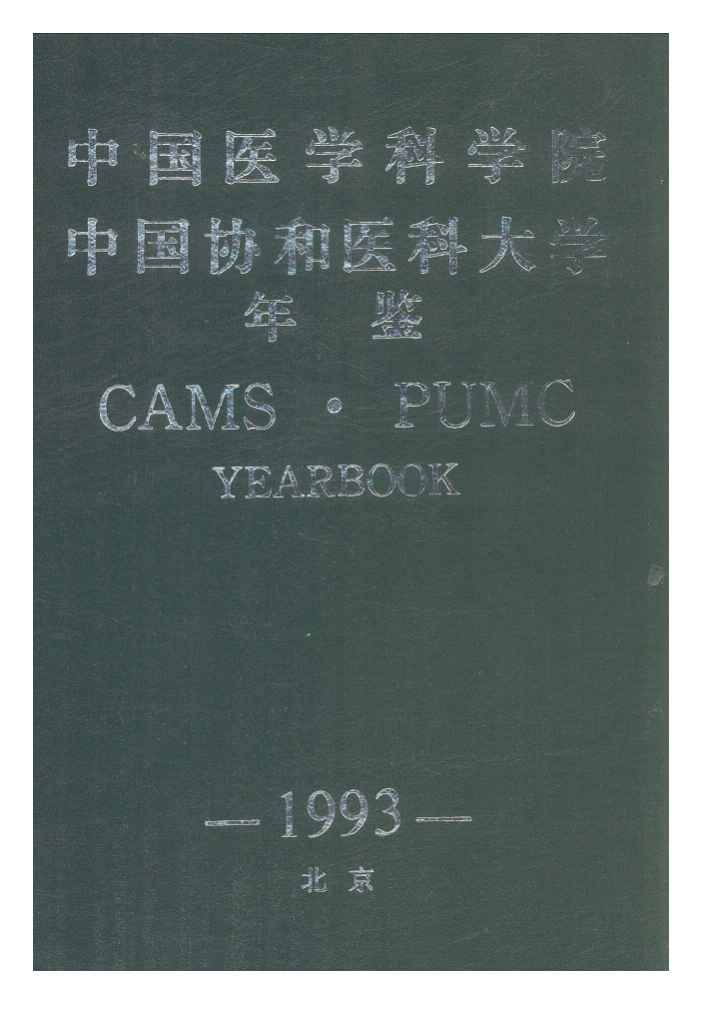 中国医学科学院
中国协和医科大学
年 鉴
CAMS · PUMC
YEARBOOK
— 1993 —
北 京